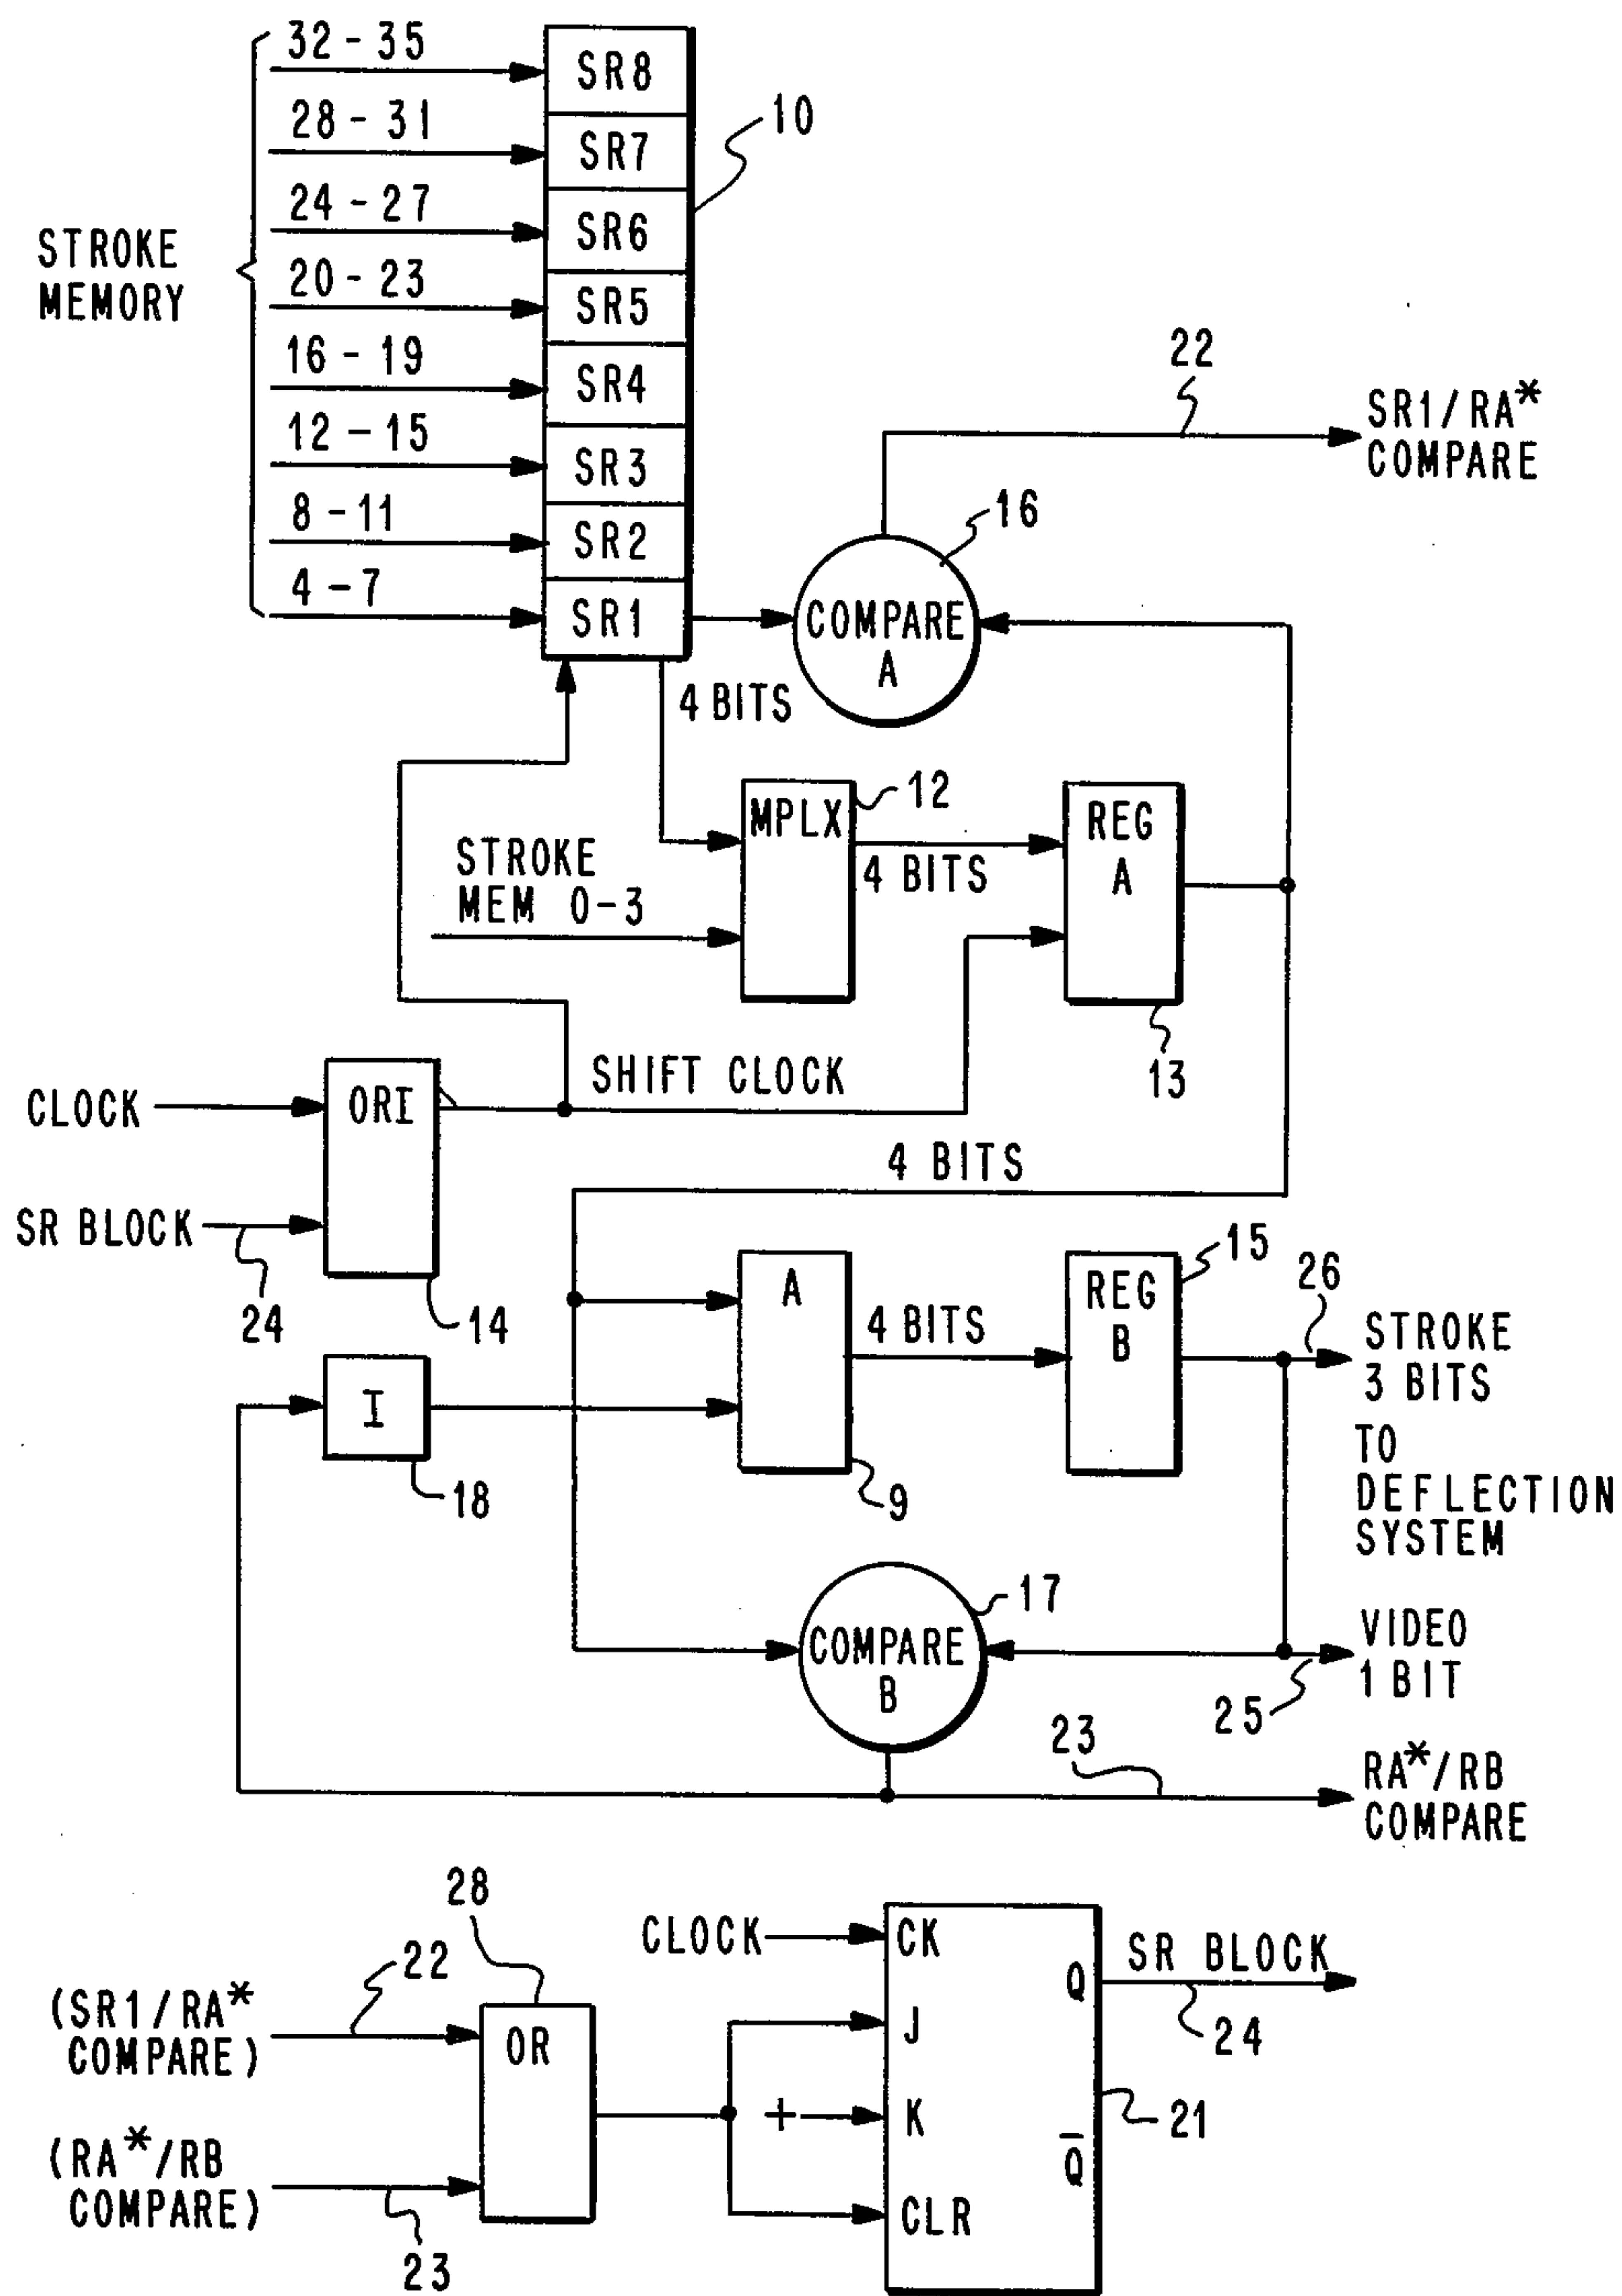 32 - 35
SR8
28 - 31
SR7
10
24 - 27
SR6
STROKE
MEMORY
20 - 23
SR5
16 - 19
SR4
22
SR1/RA*
COMPARE
12 - 15
SR3
8 - 11
SR2
16
4 - 7
SR1
COMPARE
A
4 BITS
MPLX
12
REG
A
STROKE
MEM 0-3
4 BITS
13
CLOCK
ORI
SHIFT CLOCK
4 BITS
SR BLOCK
24
14
A
REG
B
15
26
4 BITS
STROKE
3 BITS
TO
DEFLECTION
SYSTEM
I
18
9
17
COMPARE
B
VIDEO
1 BIT
25
23
RA*/RB
COMPARE
28
CLOCK
CK
SR BLOCK
Q
24
22
(SR1/RA*
COMPARE)
OR
J
+
K
21
Q̅
(RA*/RB
COMPARE)
23
CLR